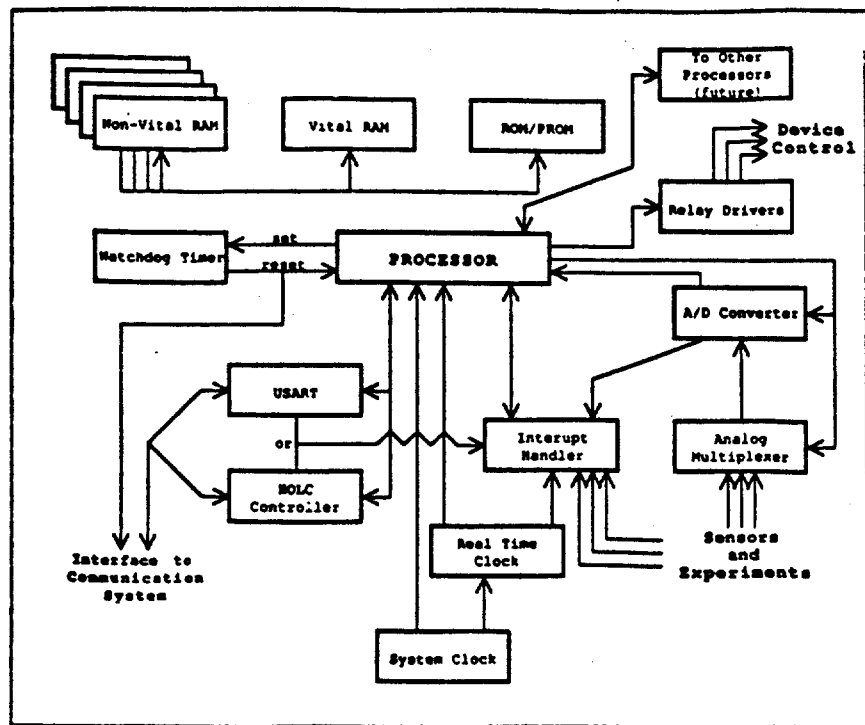 To Other
Processors
(future)
Non-Vital RAM
Vital RAM
ROM/PROM
Device
Control
Relay Drivers
Watchdog Timer
set
reset
PROCESSOR
A/D Converter
USART
or
Interupt
Handler
Analog
Multiplexer
HDLC
Controller
Real Time
Clock
Sensors
and
Experiments
Interface to
Communication
System
System Clock